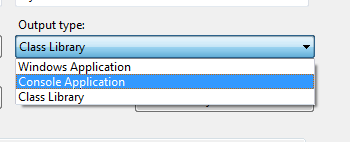 Output type:
Class Library
Windows Application
Console Application
Class Library